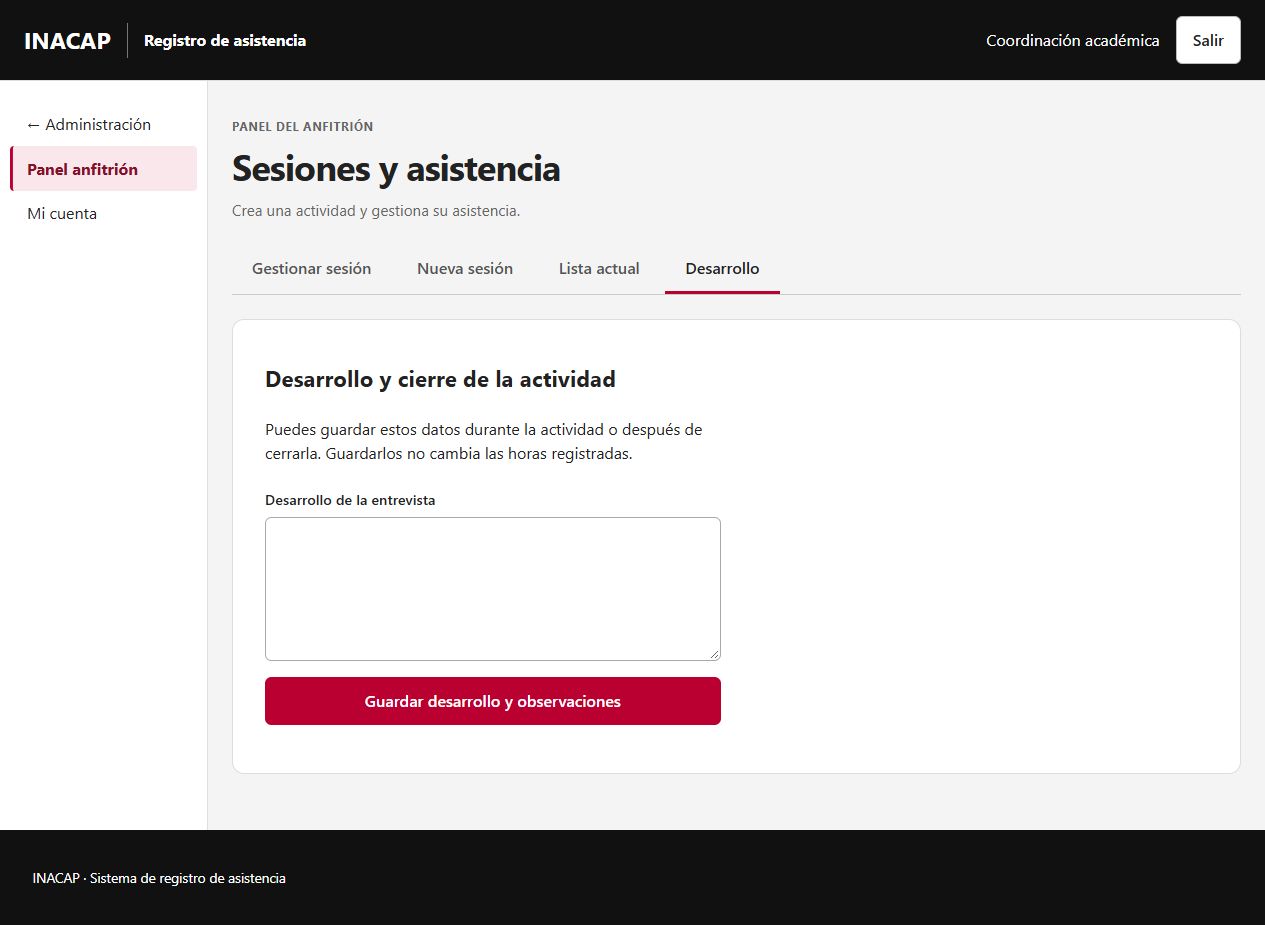 INACAP
Registro de asistencia
Coordinación académica
Salir
← Administración
Panel anfitrión
Mi cuenta
PANEL DEL ANFITRIÓN
Sesiones y asistencia
Crea una actividad y gestiona su asistencia.
Gestionar sesión
Nueva sesión
Lista actual
Desarrollo
Desarrollo y cierre de la actividad
Puedes guardar estos datos durante la actividad o después de
cerrarla. Guardarlos no cambia las horas registradas.
Desarrollo de la entrevista
Guardar desarrollo y observaciones
INACAP · Sistema de registro de asistencia